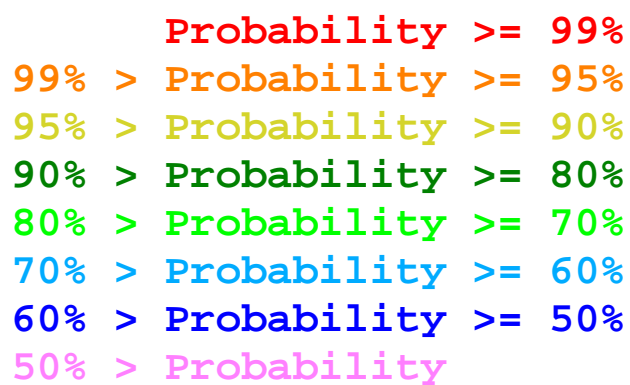 Probability >= 99%
99% > Probability >= 95%
95% > Probability >= 90%
90% > Probability >= 80%
80% > Probability >= 70%
70% > Probability >= 60%
60% > Probability >= 50%
50% > Probability